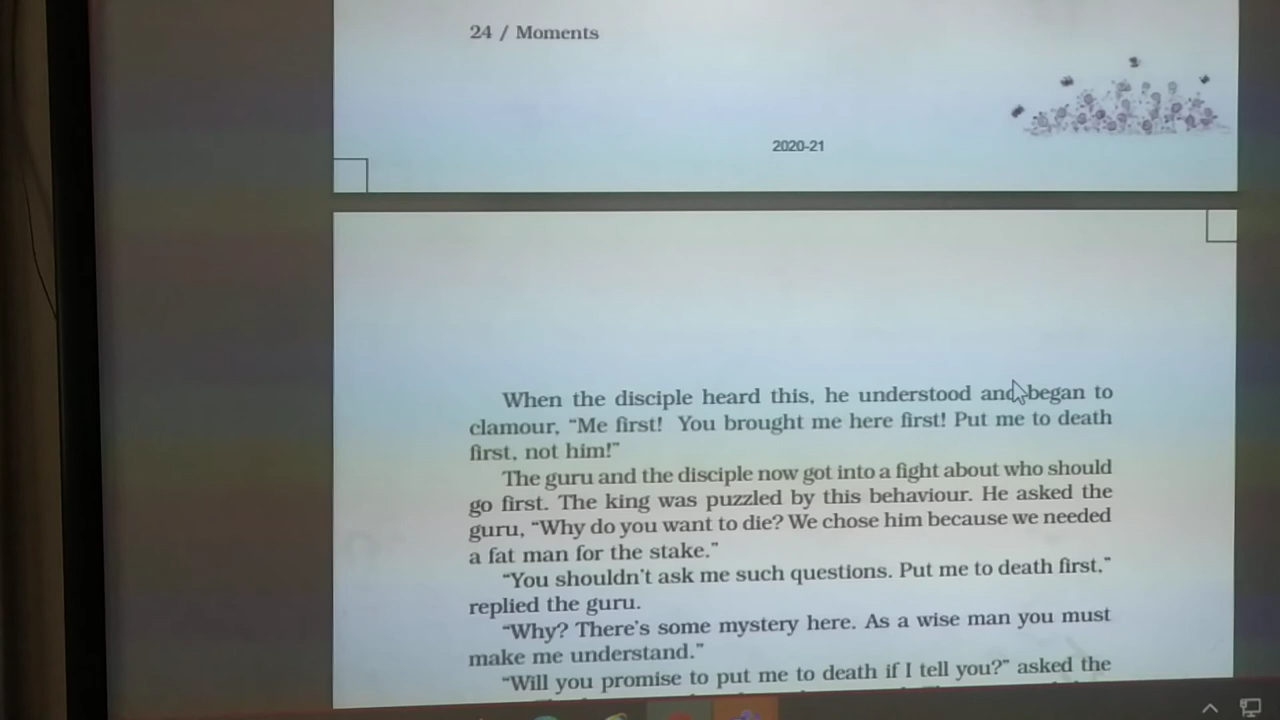 24 / Moments
2020-21
When the disciple heard this, he understood and began to
clamour, “Me first! You brought me here first! Put me to death
first, not him!”
The guru and the disciple now got into a fight about who should
go first. The king was puzzled by this behaviour. He asked the
guru, “Why do you want to die? We chose him because we needed
a fat man for the stake.”
“You shouldn’t ask me such questions. Put me to death first,”
replied the guru.
“Why? There’s some mystery here. As a wise man you must
make me understand.”
“Will you promise to put me to death if I tell you?” asked the